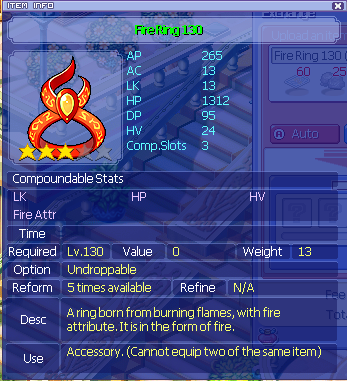 ITEM INFO
Fire Ring 130
AP 265
AC 13
LK 13
HP 1312
DP 95
HV 24
Comp.Slots 3
Compoundable Stats
LK HP HV
Fire Attr
Time
Required Lv.130 Value 0 Weight 13
Option Undroppable
Reform 5 times available Refine N/A
Desc A ring born from burning flames, with fire
attribute. It is in the form of fire.
Use Accessory. (Cannot equip two of the same item)
Fire Ring 130
60
Auto